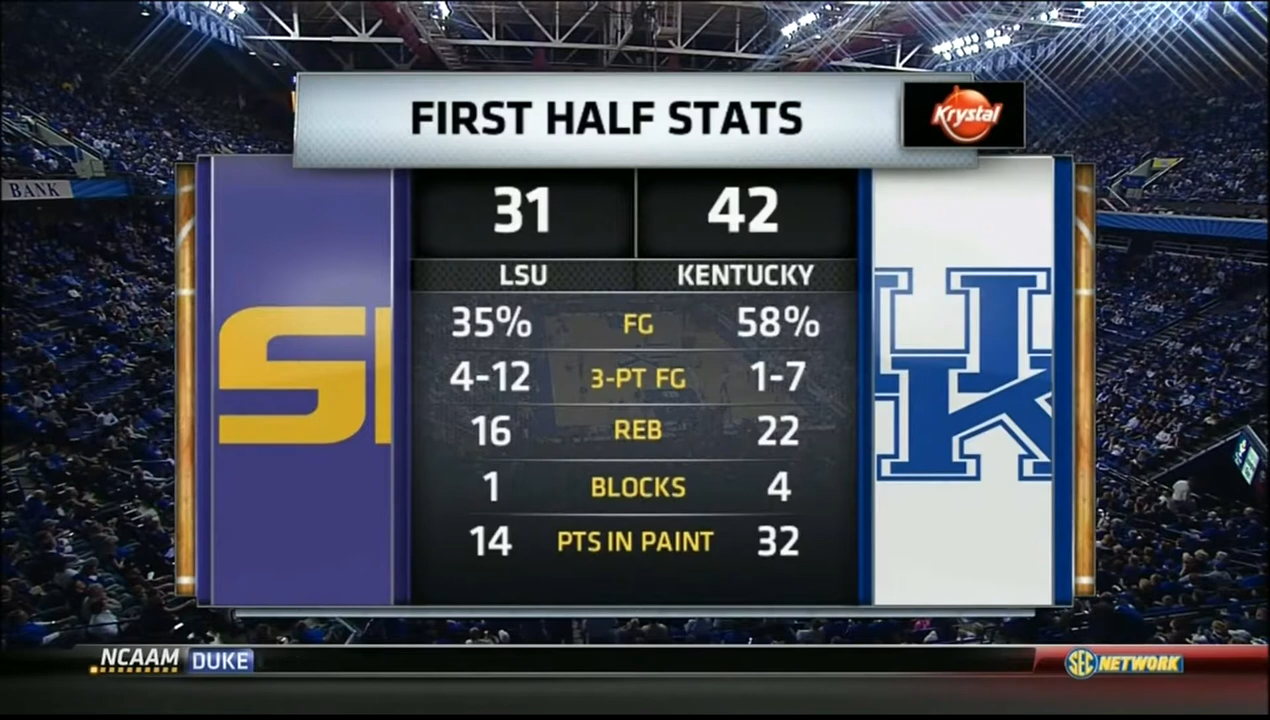 FIRST HALF STATS
Krystal
BANK
31 42
LSU KENTUCKY
35% FG 58%
4-12 3-PT FG 1-7
16 REB 22
1 BLOCKS 4
14 PTS IN PAINT 32
NCAAM DUKE
SEC NETWORK